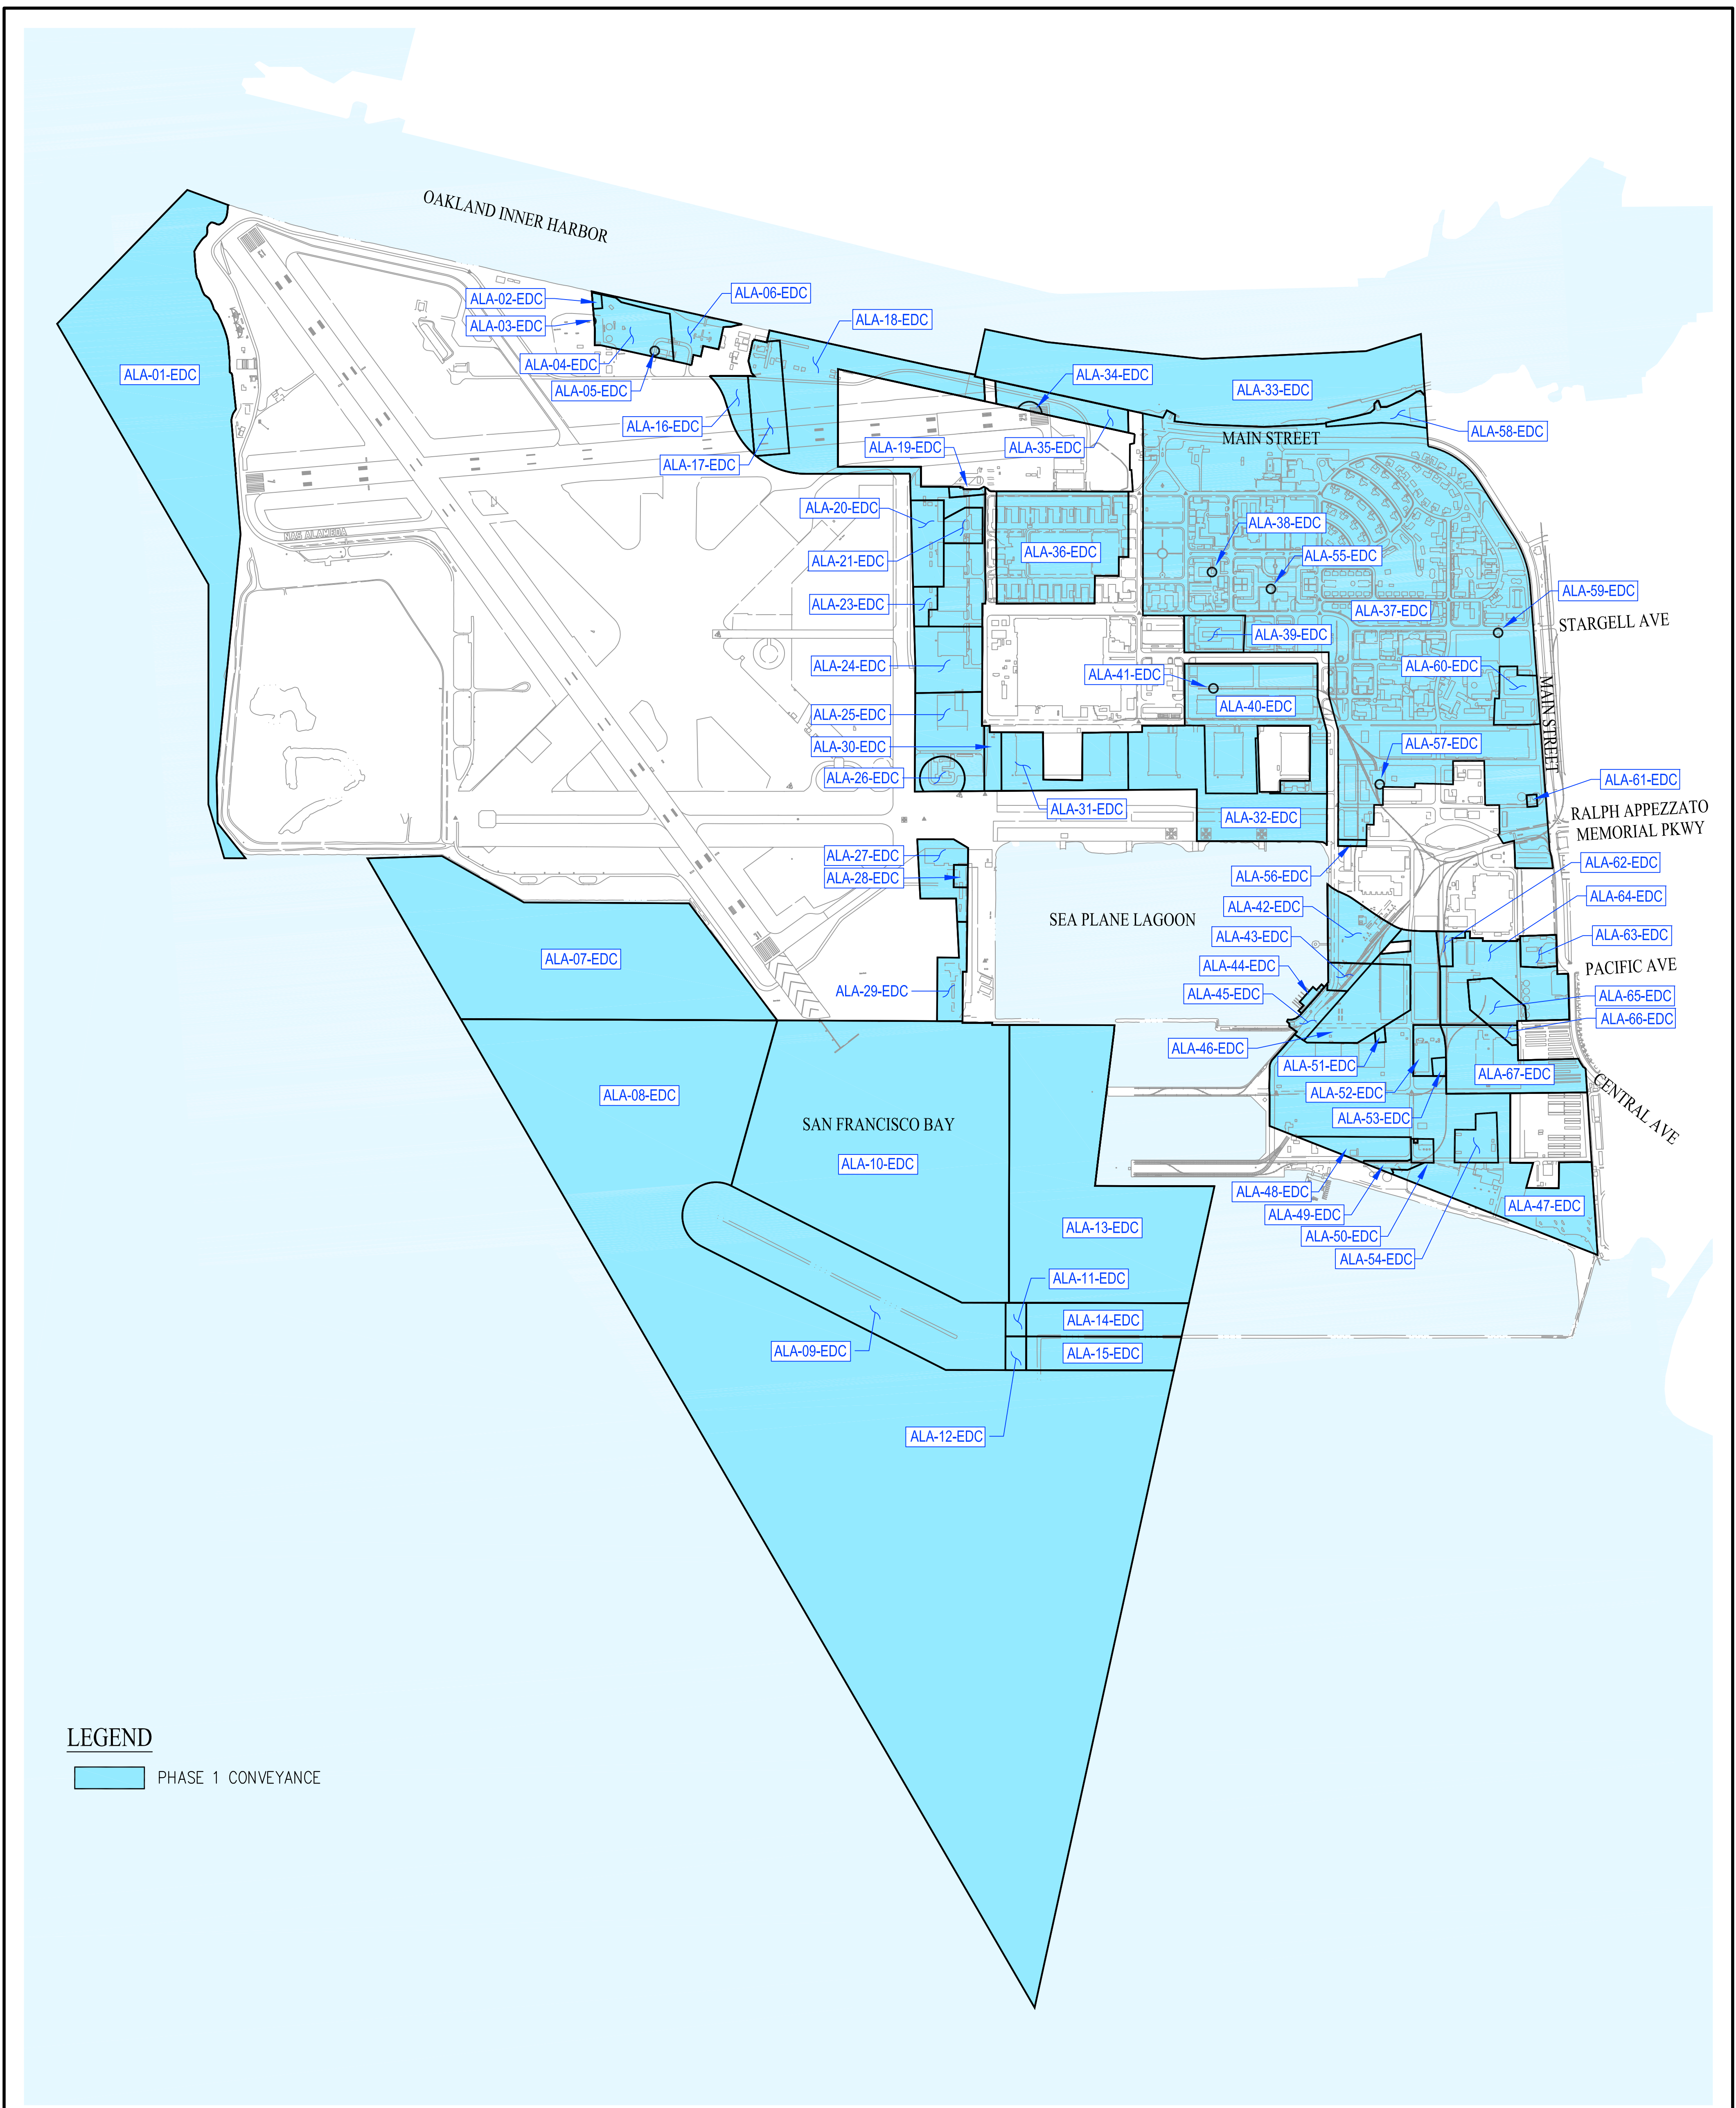 OAKLAND INNER HARBOR
ALA-01-EDC
ALA-02-EDC
ALA-03-EDC
ALA-04-EDC
ALA-05-EDC
ALA-06-EDC
ALA-16-EDC
ALA-17-EDC
ALA-18-EDC
ALA-19-EDC
ALA-34-EDC
ALA-35-EDC
ALA-33-EDC
MAIN STREET
ALA-58-EDC
NAS ALAMEDA
ALA-20-EDC
ALA-21-EDC
ALA-23-EDC
ALA-24-EDC
ALA-25-EDC
ALA-30-EDC
ALA-26-EDC
ALA-36-EDC
ALA-38-EDC
ALA-55-EDC
ALA-37-EDC
ALA-39-EDC
ALA-41-EDC
ALA-40-EDC
ALA-59-EDC
STARGELL AVE
ALA-60-EDC
MAIN STREET
ALA-57-EDC
ALA-61-EDC
RALPH APPEZZATO
MEMORIAL PKWY
ALA-31-EDC
ALA-32-EDC
ALA-27-EDC
ALA-28-EDC
ALA-29-EDC
SEA PLANE LAGOON
ALA-56-EDC
ALA-42-EDC
ALA-43-EDC
ALA-44-EDC
ALA-45-EDC
ALA-46-EDC
ALA-62-EDC
ALA-64-EDC
ALA-63-EDC
PACIFIC AVE
ALA-65-EDC
ALA-66-EDC
ALA-51-EDC
ALA-67-EDC
ALA-52-EDC
ALA-53-EDC
CENTRAL AVE
ALA-48-EDC
ALA-49-EDC
ALA-50-EDC
ALA-54-EDC
ALA-47-EDC
ALA-07-EDC
ALA-08-EDC
SAN FRANCISCO BAY
ALA-10-EDC
ALA-13-EDC
ALA-11-EDC
ALA-14-EDC
ALA-09-EDC
ALA-15-EDC
ALA-12-EDC
LEGEND
PHASE 1 CONVEYANCE